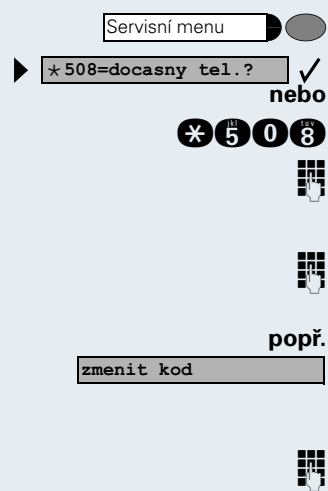 Servisní menu
*508=docasny tel.?
nebo
*508
popř.
zmenit kod